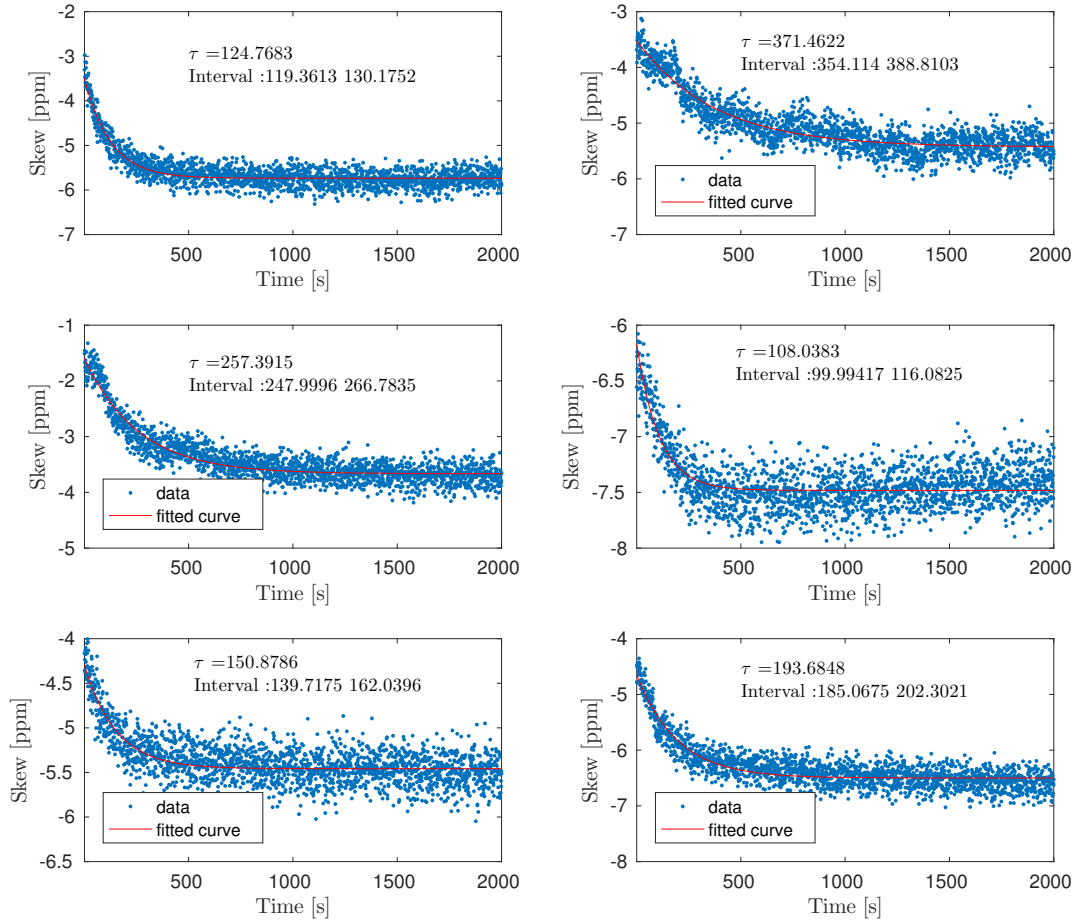 -2
-3
-4
-5
-6
-7
Skew [ppm]
τ =124.7683
Interval :119.3613 130.1752
500 1000 1500 2000
Time [s]
-3
-4
-5
-6
-7
Skew [ppm]
τ =371.4622
Interval :354.114 388.8103
data
fitted curve
500 1000 1500 2000
Time [s]
-1
-2
-3
-4
-5
Skew [ppm]
τ =257.3915
Interval :247.9996 266.7835
data
fitted curve
500 1000 1500 2000
Time [s]
-6
-6.5
-7
-7.5
-8
Skew [ppm]
τ =108.0383
Interval :99.99417 116.0825
500 1000 1500 2000
Time [s]
-4
-4.5
-5
-5.5
-6
-6.5
Skew [ppm]
τ =150.8786
Interval :139.7175 162.0396
data
fitted curve
500 1000 1500 2000
Time [s]
-4
-5
-6
-7
-8
Skew [ppm]
τ =193.6848
Interval :185.0675 202.3021
data
fitted curve
500 1000 1500 2000
Time [s]